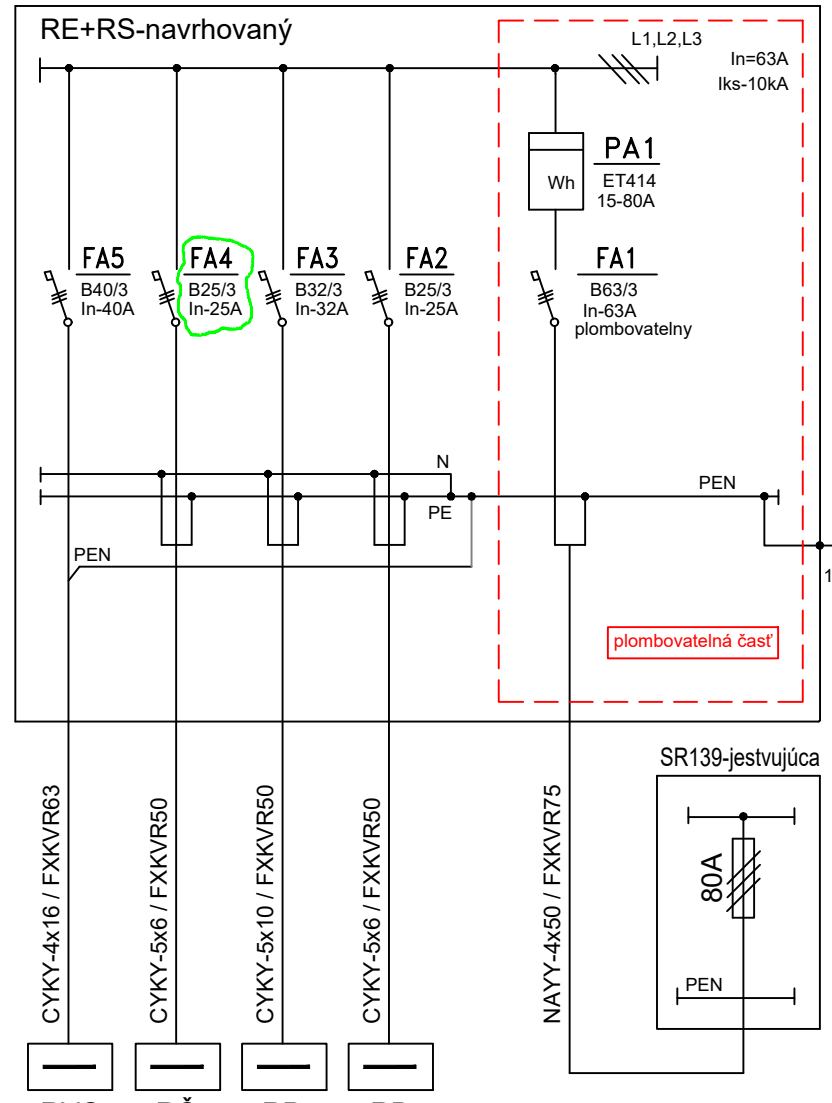 RE+RS-navrhovaný
L1,L2,L3
In=63A
Iks-10kA
PA1
Wh
ET414
15-80A
FA5
B40/3
In-40A
FA4
B25/3
In-25A
FA3
B32/3
In-32A
FA2
B25/3
In-25A
FA1
B63/3
In-63A
plombovatelny
N
PE
PEN
PEN
1
plombovatelná časť
SR139-jestvujúca
80A
PEN
CYKY-4x16 / FXKVR63
CYKY-5x6 / FXKVR50
CYKY-5x10 / FXKVR50
CYKY-5x6 / FXKVR50
NAYY-4x50 / FXKVR75